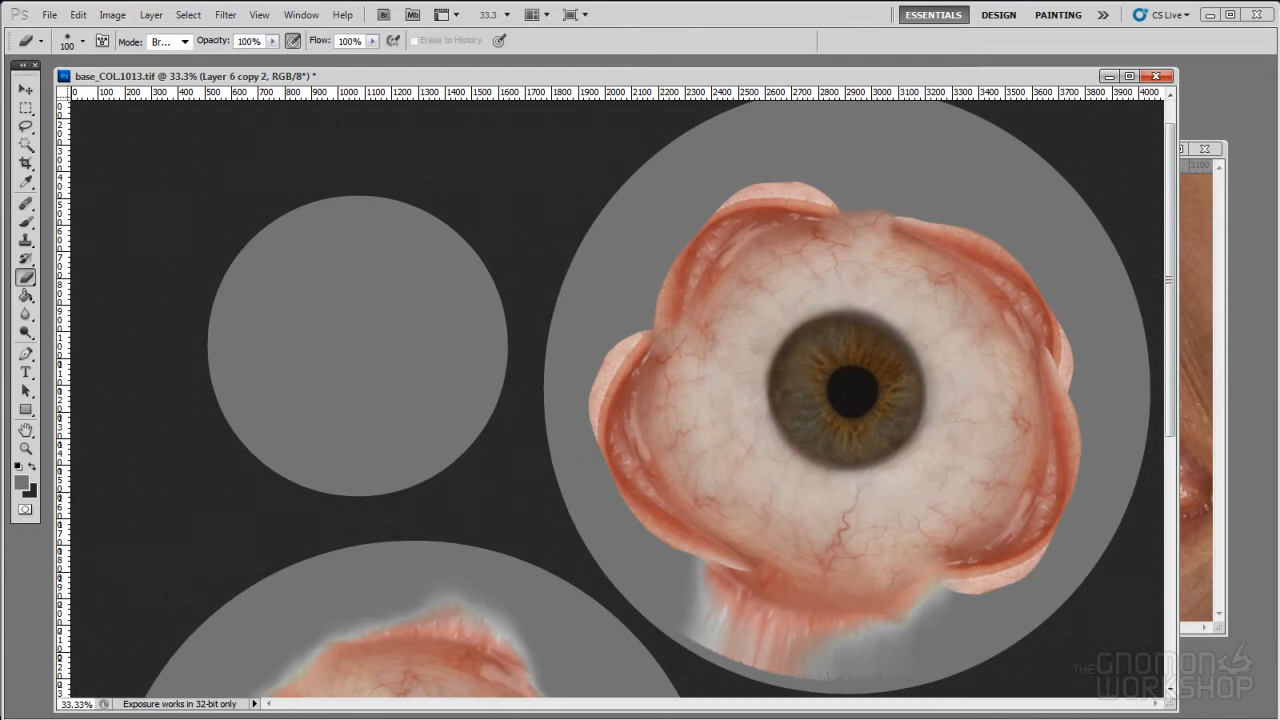 Ps File Edit Image Layer Select Filter View Window Help Br Mb 33.3 ESSENTIALS DESIGN PAINTING CS Live
100 Mode: Br... Opacity: 100% Flow: 100% Erase to History
base_COL.1013.tif @ 33.3% (Layer 6 copy 2, RGB/8*) *
0 100 200 300 400 500 600 700 800 900 1000 1100 1200 1300 1400 1500 1600 1700 1800 1900 2000 2100 2200 2300 2400 2500 2600 2700 2800 2900 3000 3100 3200 3300 3400 3500 3600 3700 3800 3900 4000
3100
T
33.33% Exposure works in 32-bit only
THE GNOMON
WORKSHOP